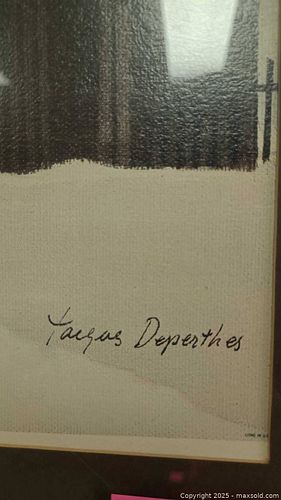 Jacques Deperthes
Copyright 2025 - maxsold.com